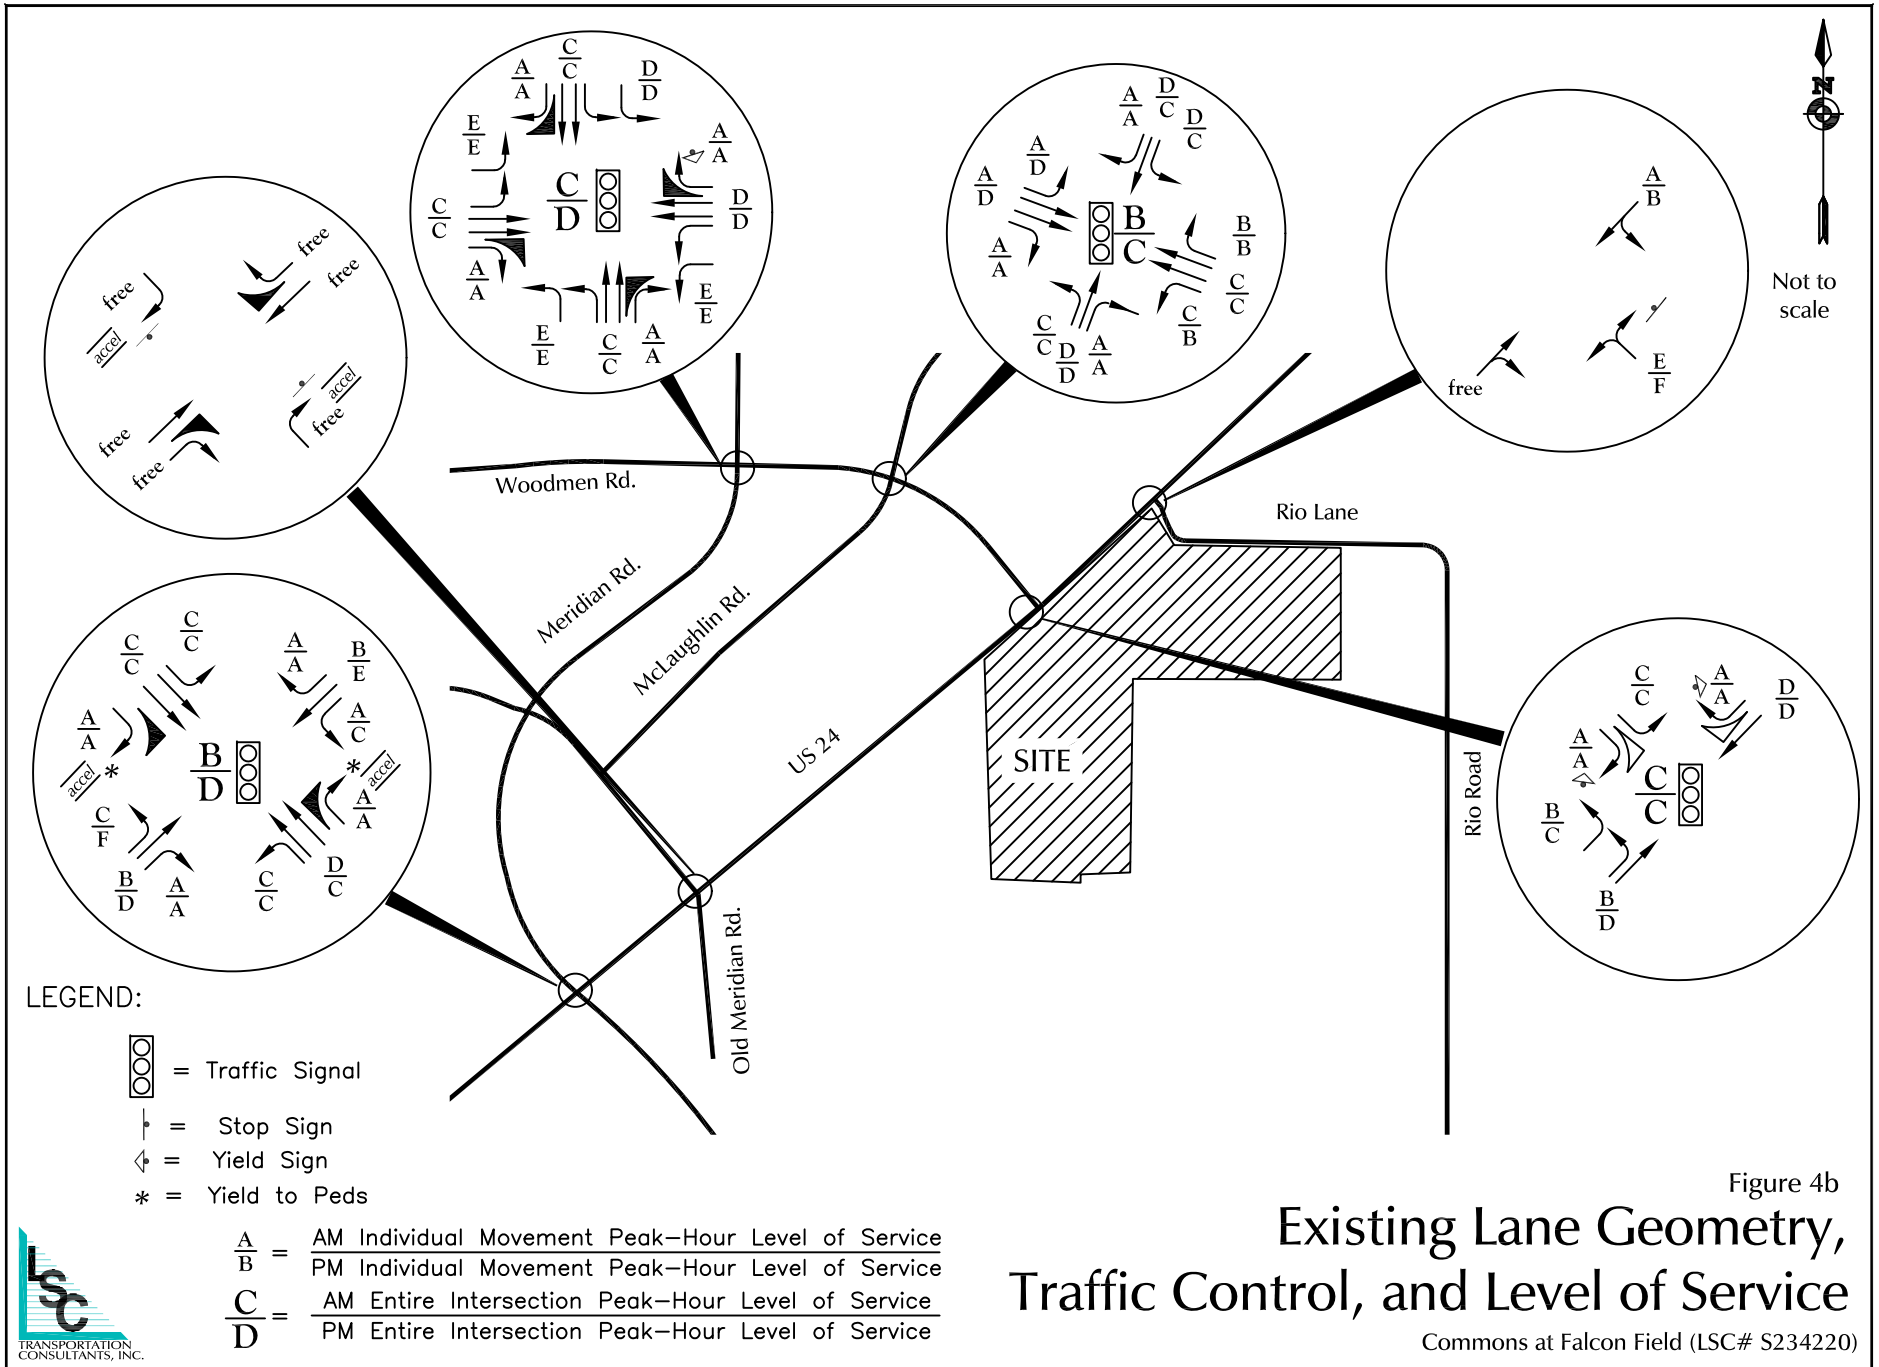 C
C
A
A
D
D
E
E
A
A
C
C
D
D
C
D
A
A
E
E
E
E
C
C
A
A
A
A
D
C
D
C
A
D
A
D
A
A
B
C
B
B
C
C
C
B
C
C
D
D
A
A
A
B
free
E
F
N
Not to
scale
free
free
free
accel
accel
free
free
free
Woodmen Rd.
Rio Lane
Meridian Rd.
McLaughlin Rd.
US 24
SITE
Rio Road
Old Meridian Rd.
C
C
C
C
A
A
B
E
A
A
A
C
accel
*
*
accel
B
D
A
A
C
F
B
D
A
A
C
C
D
C
C
C
A
A
D
D
A
A
C
C
B
C
B
D
LEGEND:
= Traffic Signal
= Stop Sign
= Yield Sign
* = Yield to Peds
A
B
=
AM Individual Movement Peak-Hour Level of Service
PM Individual Movement Peak-Hour Level of Service
C
D
=
AM Entire Intersection Peak-Hour Level of Service
PM Entire Intersection Peak-Hour Level of Service
LSC
TRANSPORTATION
CONSULTANTS, INC.
Figure 4b
Existing Lane Geometry,
Traffic Control, and Level of Service
Commons at Falcon Field (LSC# S234220)